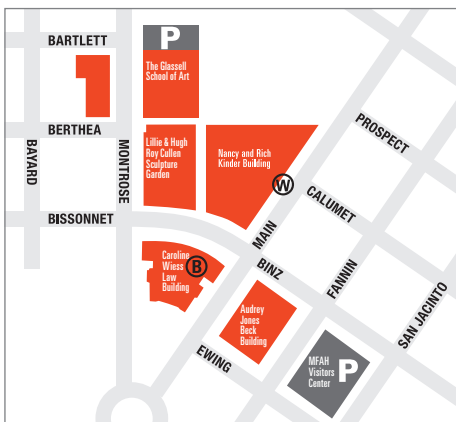 BARTLETT
P
The Glassell
School of Art
BERTHEA
BAYARD
MONTROSE
Lillie & Hugh
Roy Cullen
Sculpture
Garden
Nancy and Rich
Kinder Building
PROSPECT
W
CALUMET
BISSONNET
MAIN
Caroline
Wiess
Law
Building
B
BINZ
FANNIN
SAN JACINTO
Audrey
Jones
Beck
Building
EWING
MFAH
Visitors
Center
P